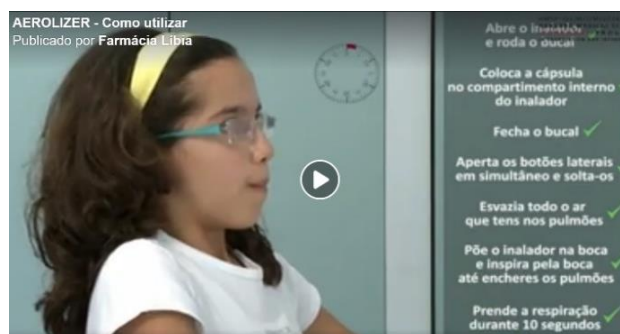 AEROLIZER - Como utilizar
Publicado por Farmácia Líbia
Abre o inalador
e roda o bucal
Coloca a cápsula
no compartimento interno
do inalador
Fecha o bucal
Aperta os botões laterais
em simultâneo e solta-os
Esvazia todo o ar
que tens nos pulmões
Põe o inalador na boca
e inspira pela boca
até encheres os pulmões
Prende a respiração
durante 10 segundos